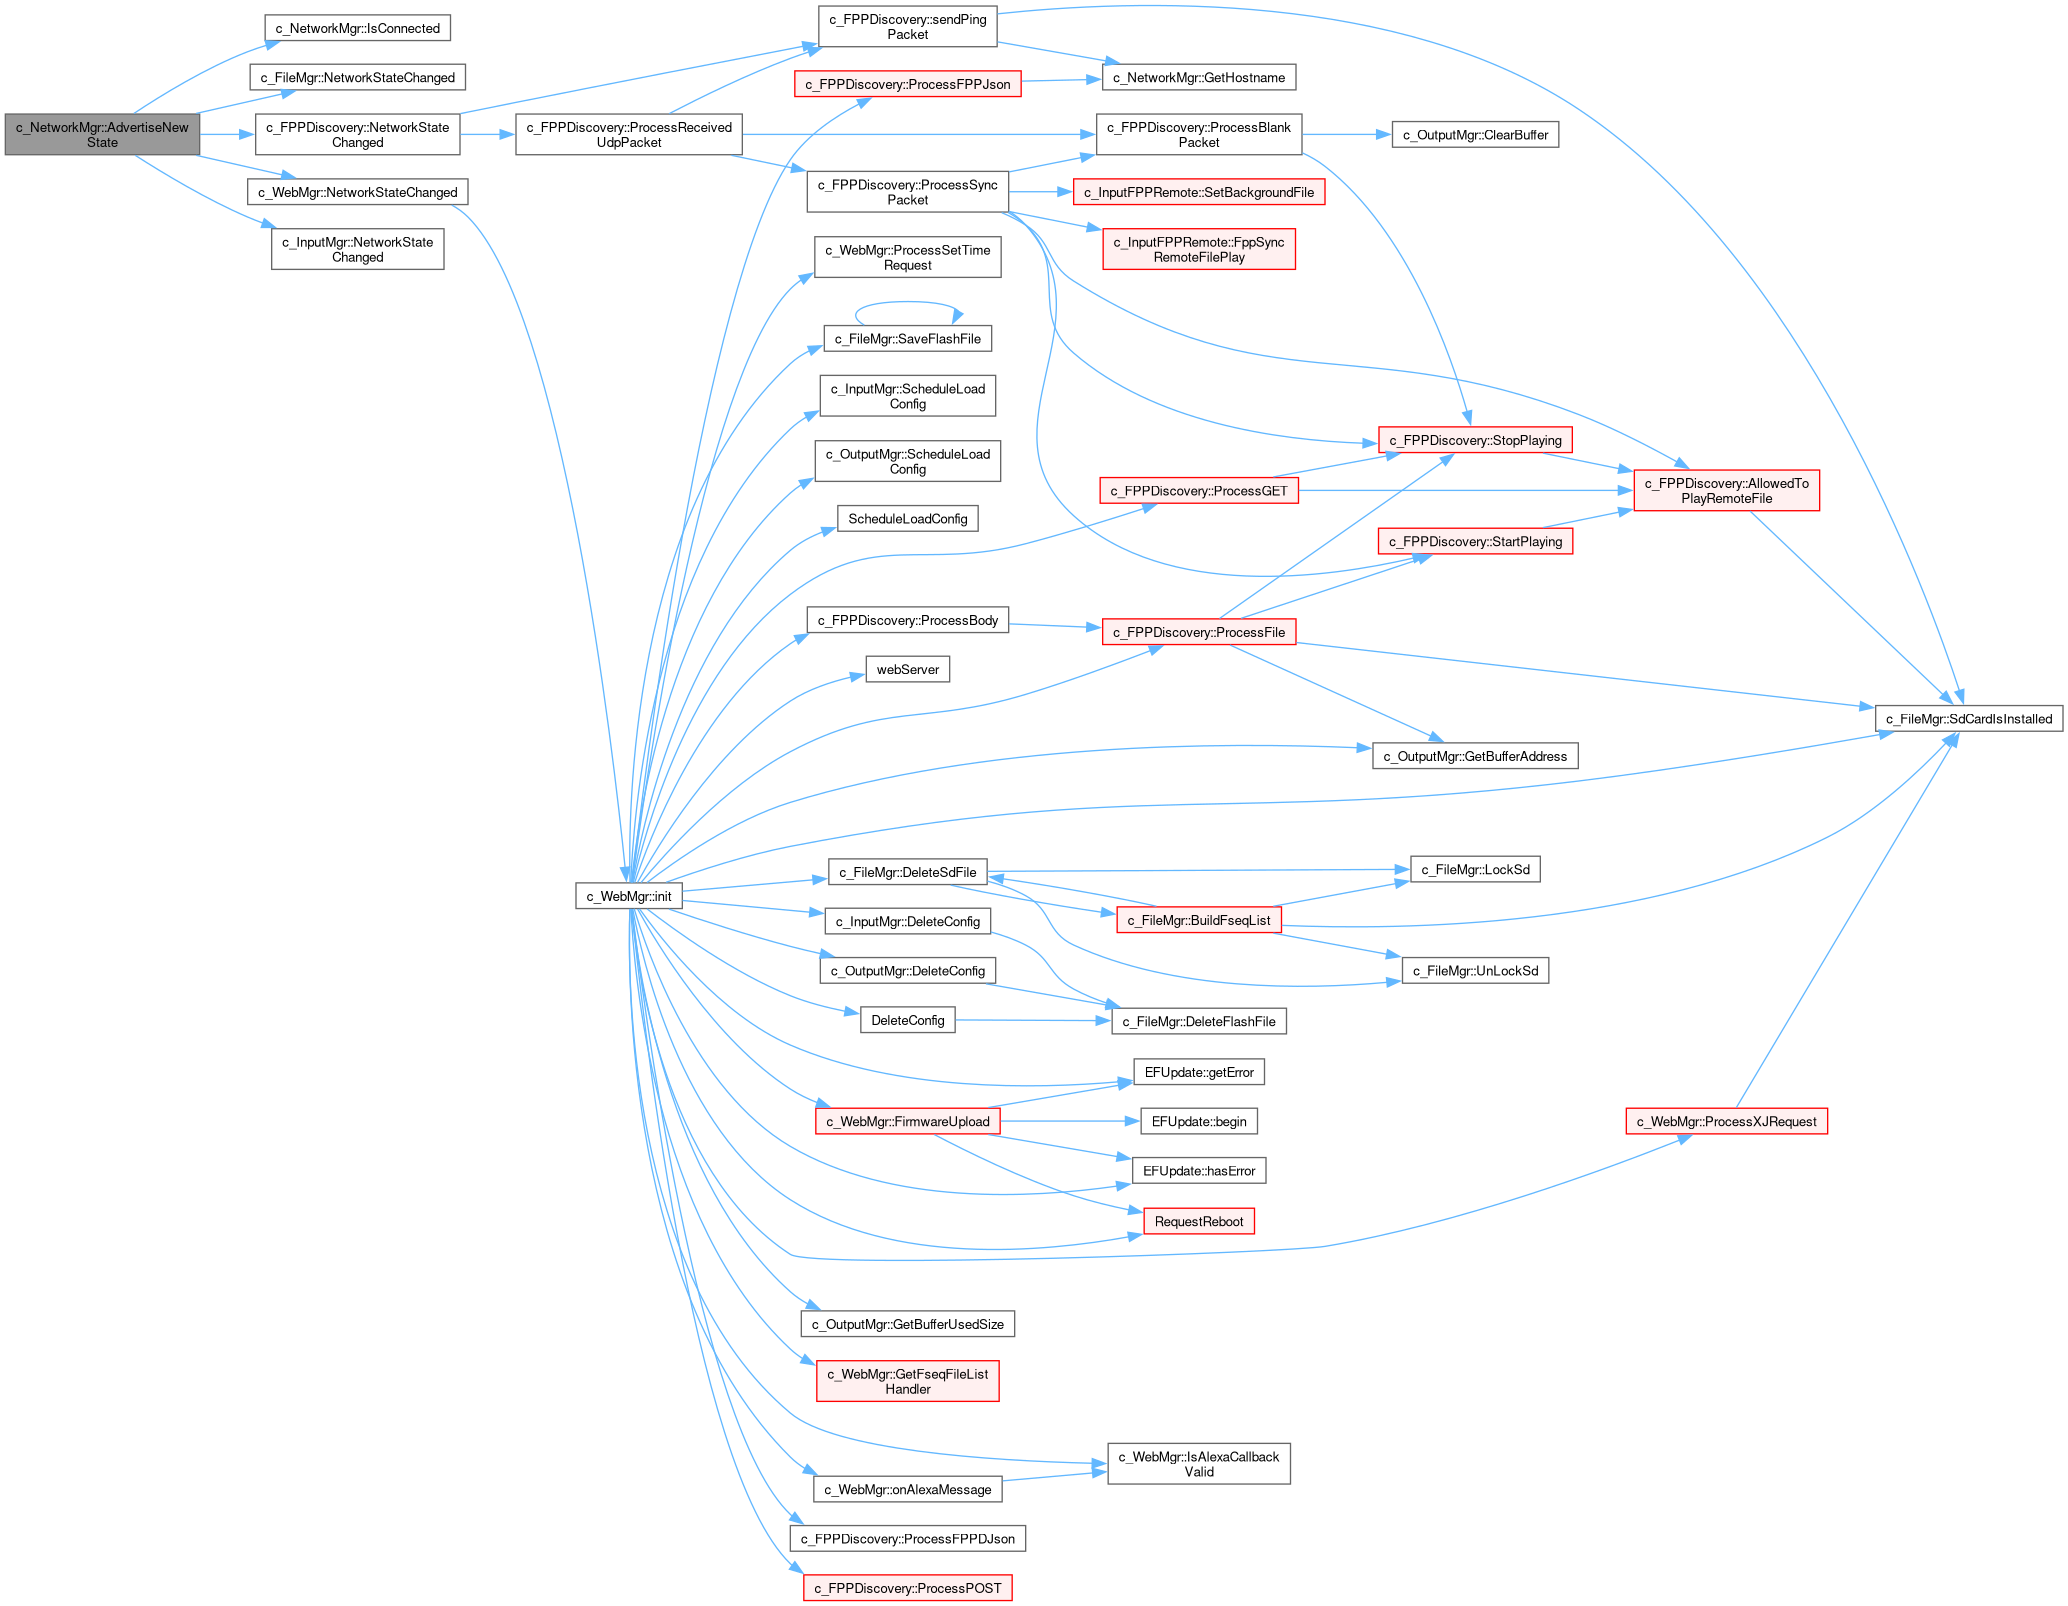 c_NetworkMgr::AdvertiseNew
State
c_NetworkMgr::IsConnected
c_FileMgr::NetworkStateChanged
c_FPPDiscovery::NetworkState
Changed
c_WebMgr::NetworkStateChanged
c_InputMgr::NetworkState
Changed
c_FPPDiscovery::ProcessReceived
UdpPacket
c_WebMgr::init
c_FPPDiscovery::sendPing
Packet
c_FPPDiscovery::ProcessFPPJson
c_FPPDiscovery::ProcessSync
Packet
c_WebMgr::ProcessSetTime
Request
c_FileMgr::SaveFlashFile
c_InputMgr::ScheduleLoad
Config
c_OutputMgr::ScheduleLoad
Config
ScheduleLoadConfig
c_FPPDiscovery::ProcessBody
webServer
c_FileMgr::DeleteSdFile
c_InputMgr::DeleteConfig
c_OutputMgr::DeleteConfig
DeleteConfig
c_WebMgr::FirmwareUpload
c_OutputMgr::GetBufferUsedSize
c_WebMgr::GetFseqFileList
Handler
c_WebMgr::onAlexaMessage
c_FPPDiscovery::ProcessFPPDJson
c_FPPDiscovery::ProcessPOST
c_NetworkMgr::GetHostname
c_FPPDiscovery::ProcessBlank
Packet
c_InputFPPRemote::SetBackgroundFile
c_InputFPPRemote::FppSync
RemoteFilePlay
c_FPPDiscovery::ProcessGET
c_FPPDiscovery::ProcessFile
c_FileMgr::BuildFseqList
c_FileMgr::DeleteFlashFile
EFUpdate::getError
EFUpdate::begin
EFUpdate::hasError
RequestReboot
c_WebMgr::IsAlexaCallback
Valid
c_OutputMgr::ClearBuffer
c_FPPDiscovery::StopPlaying
c_FPPDiscovery::StartPlaying
c_OutputMgr::GetBufferAddress
c_FileMgr::LockSd
c_FileMgr::UnLockSd
c_FPPDiscovery::AllowedTo
PlayRemoteFile
c_WebMgr::ProcessXJRequest
c_FileMgr::SdCardIsInstalled